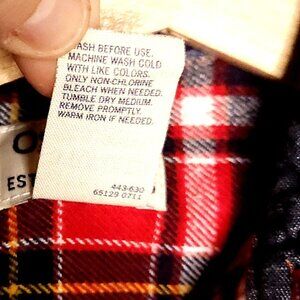 WASH BEFORE USE.
MACHINE WASH COLD
WITH LIKE COLORS.
ONLY NON-CHLORINE
BLEACH WHEN NEEDED.
TUMBLE DRY MEDIUM.
REMOVE PROMPTLY.
WARM IRON IF NEEDED.
443-630
65129 0711
EST